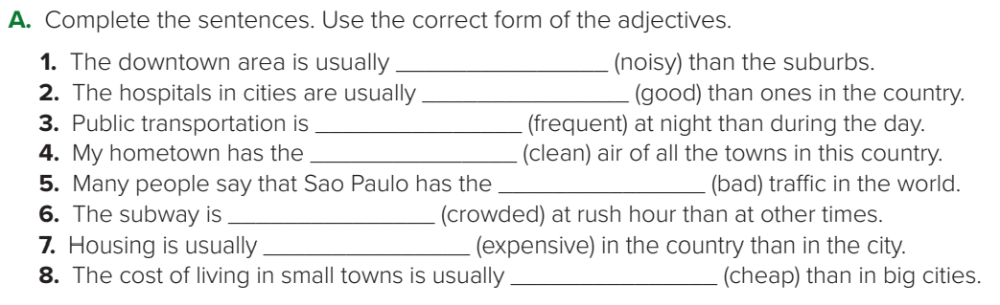 A. Complete the sentences. Use the correct form of the adjectives.
1. The downtown area is usually ________________ (noisy) than the suburbs.
2. The hospitals in cities are usually ________________ (good) than ones in the country.
3. Public transportation is ________________ (frequent) at night than during the day.
4. My hometown has the ________________ (clean) air of all the towns in this country.
5. Many people say that Sao Paulo has the ________________ (bad) traffic in the world.
6. The subway is ________________ (crowded) at rush hour than at other times.
7. Housing is usually ________________ (expensive) in the country than in the city.
8. The cost of living in small towns is usually ________________ (cheap) than in big cities.